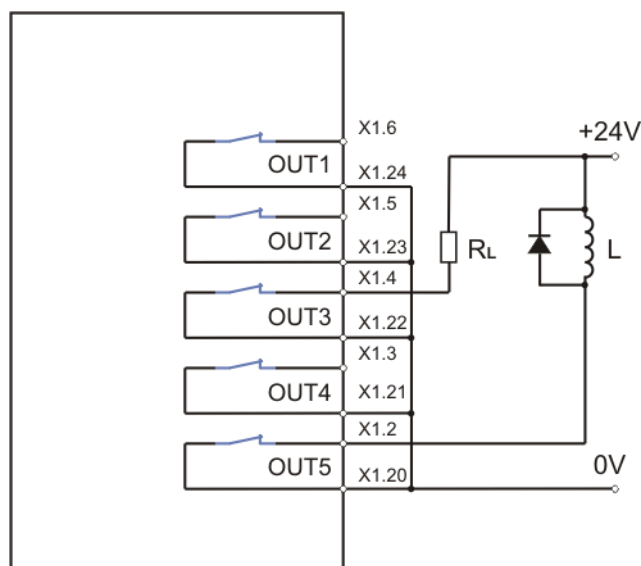 X1.6
+24V
OUT1
X1.24
X1.5
OUT2
X1.23
RL
L
X1.4
OUT3
X1.22
X1.3
OUT4
X1.21
X1.2
OUT5
0V
X1.20